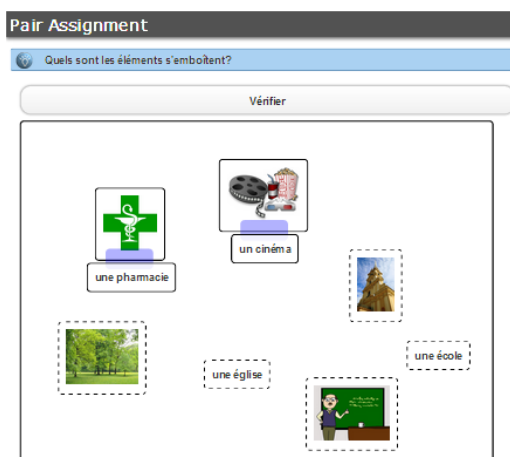 Pair Assignment
Quels sont les éléments s'emboîtent?
Vérifier
un cinéma
une pharmacie
une école
une église